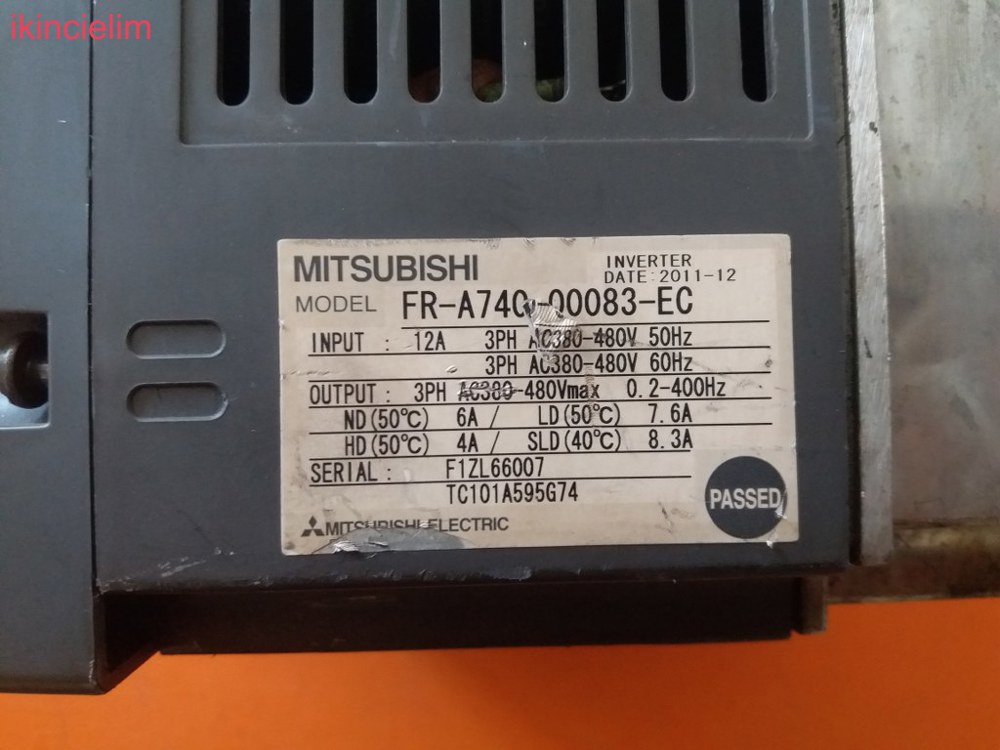 ikincielim
MITSUBISHI
INVERTER
DATE:2011-12
MODEL FR-A740-00083-EC
INPUT : 12A 3PH AC380-480V 50Hz
3PH AC380-480V 60Hz
OUTPUT : 3PH AC380-480Vmax 0.2-400Hz
ND(50℃) 6A / LD(50℃) 7.6A
HD(50℃) 4A / SLD(40℃) 8.3A
SERIAL : F1ZL66007
TC101A595G74
PASSED
MITSUBISHI ELECTRIC